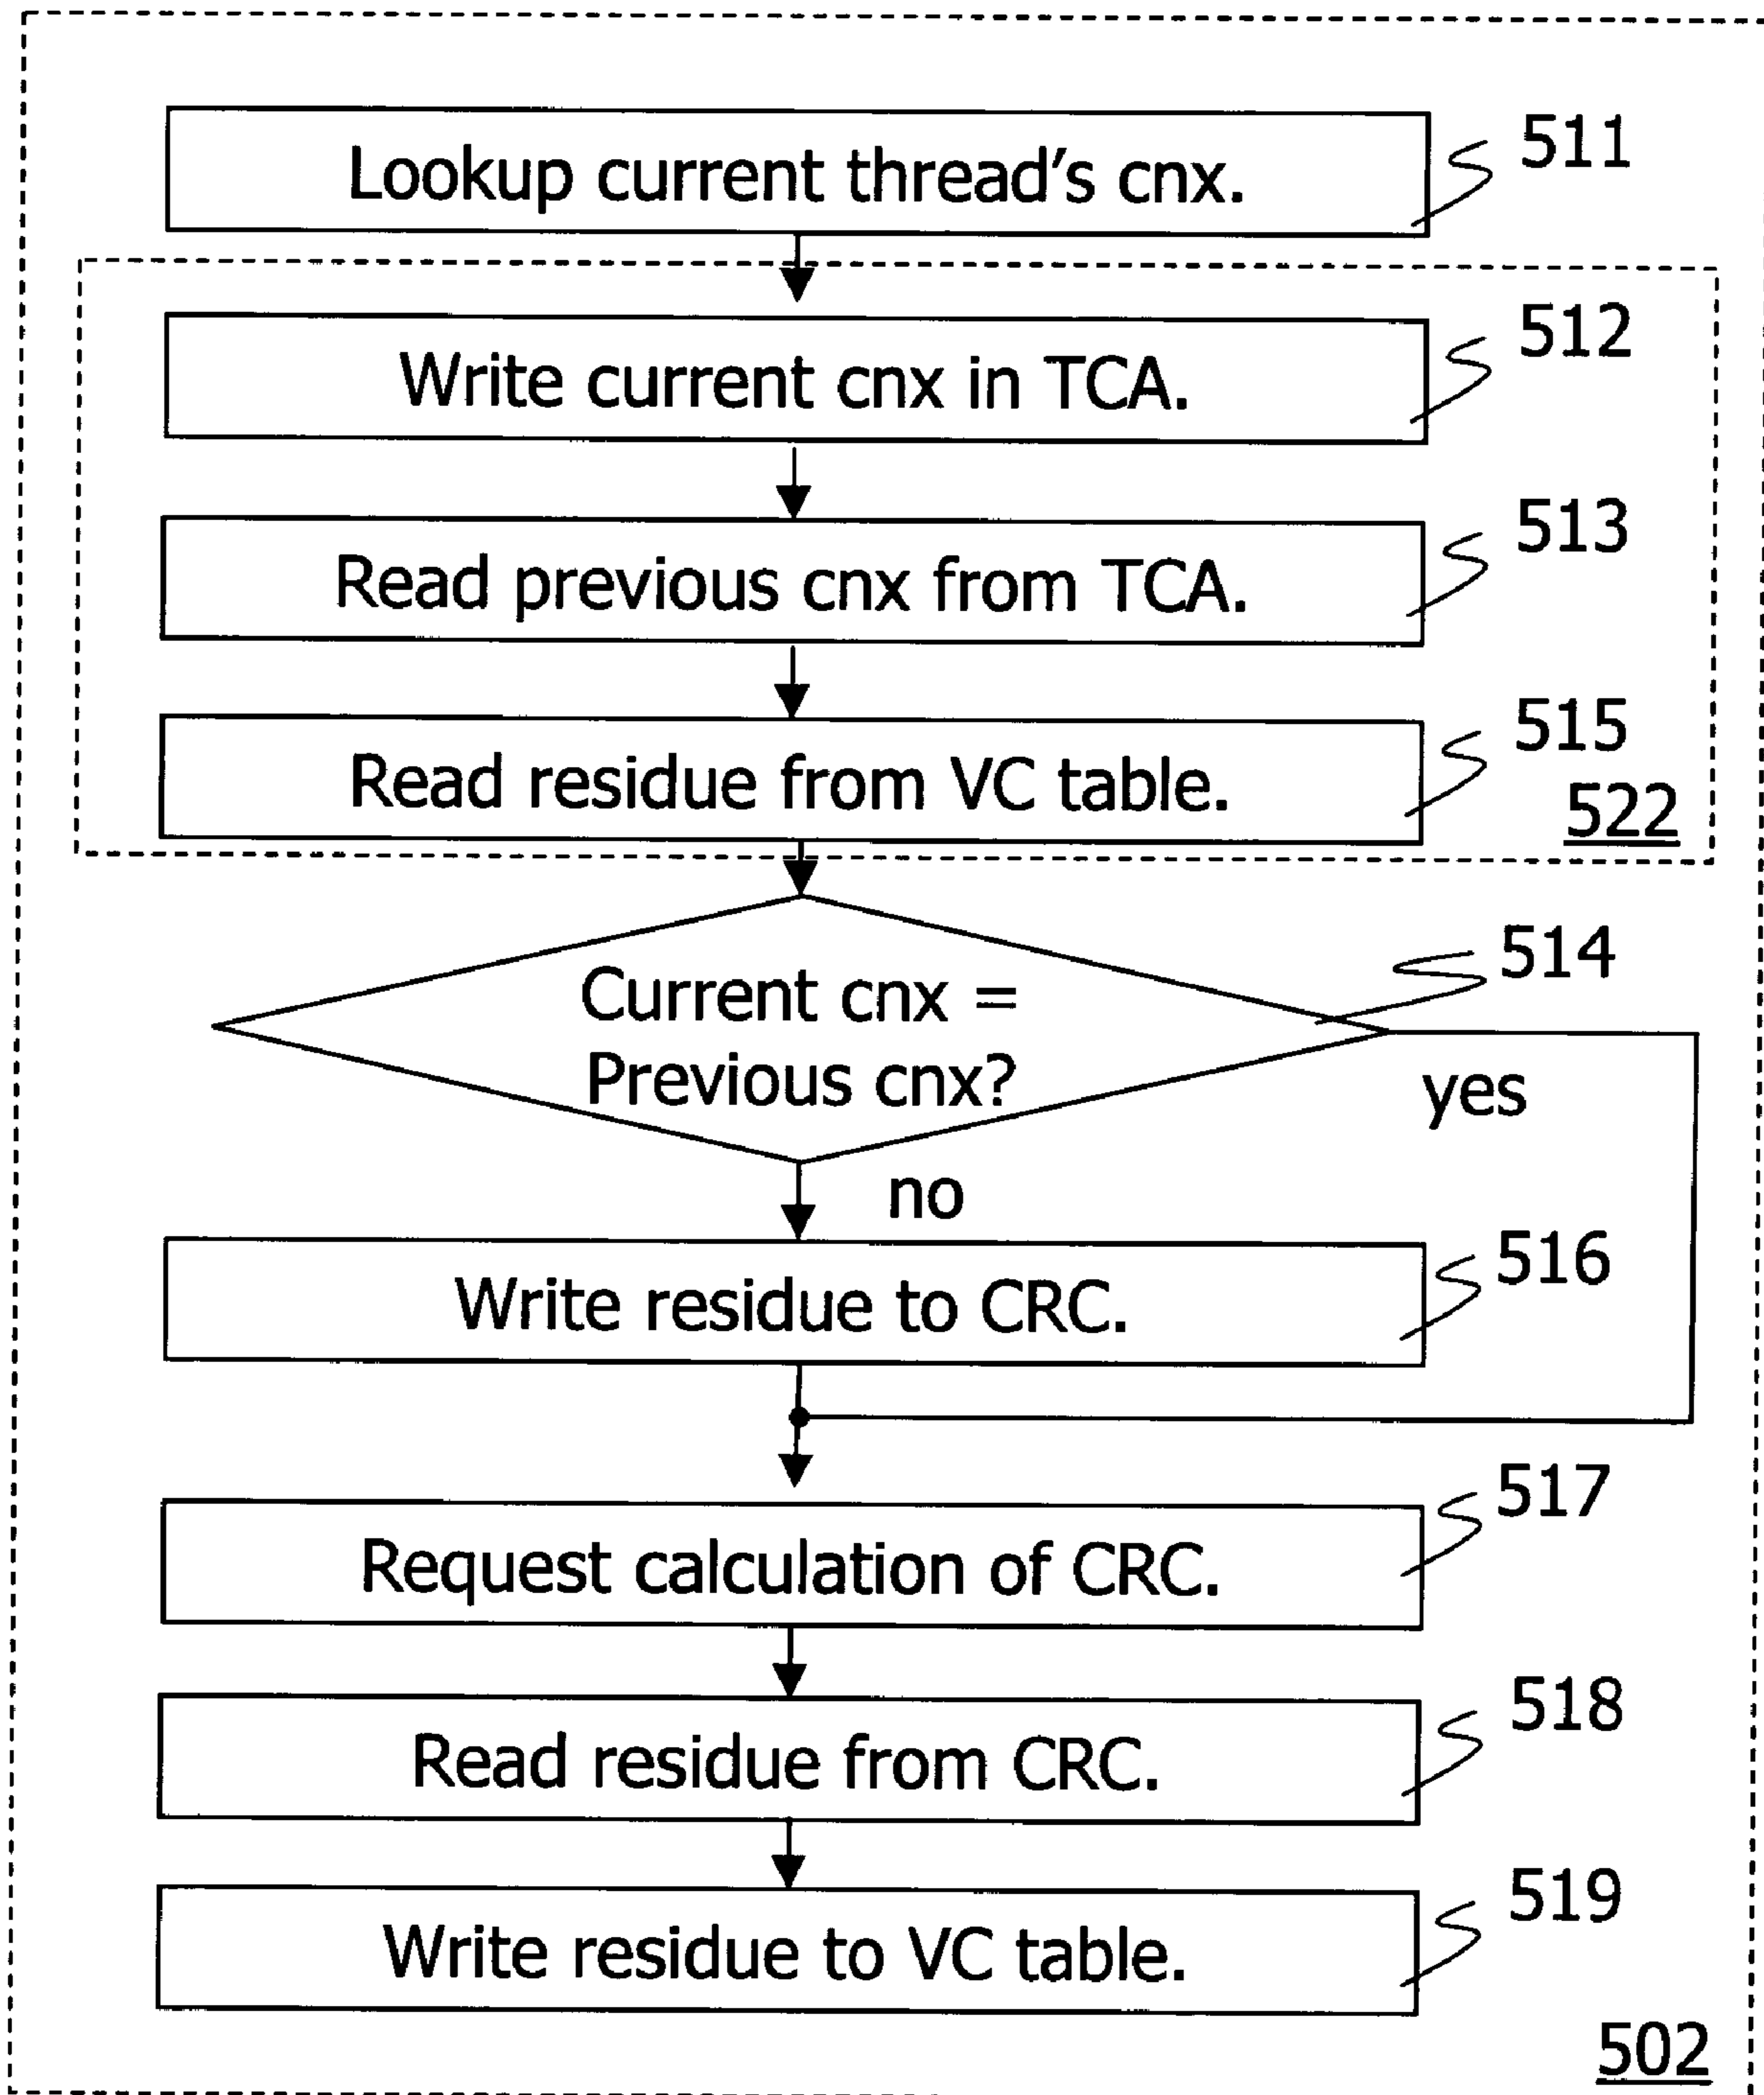 Lookup current thread's cnx.
511
Write current cnx in TCA.
512
Read previous cnx from TCA.
513
Read residue from VC table.
515
522
Current cnx =
Previous cnx?
514
yes
no
Write residue to CRC.
516
Request calculation of CRC.
517
Read residue from CRC.
518
Write residue to VC table.
519
502